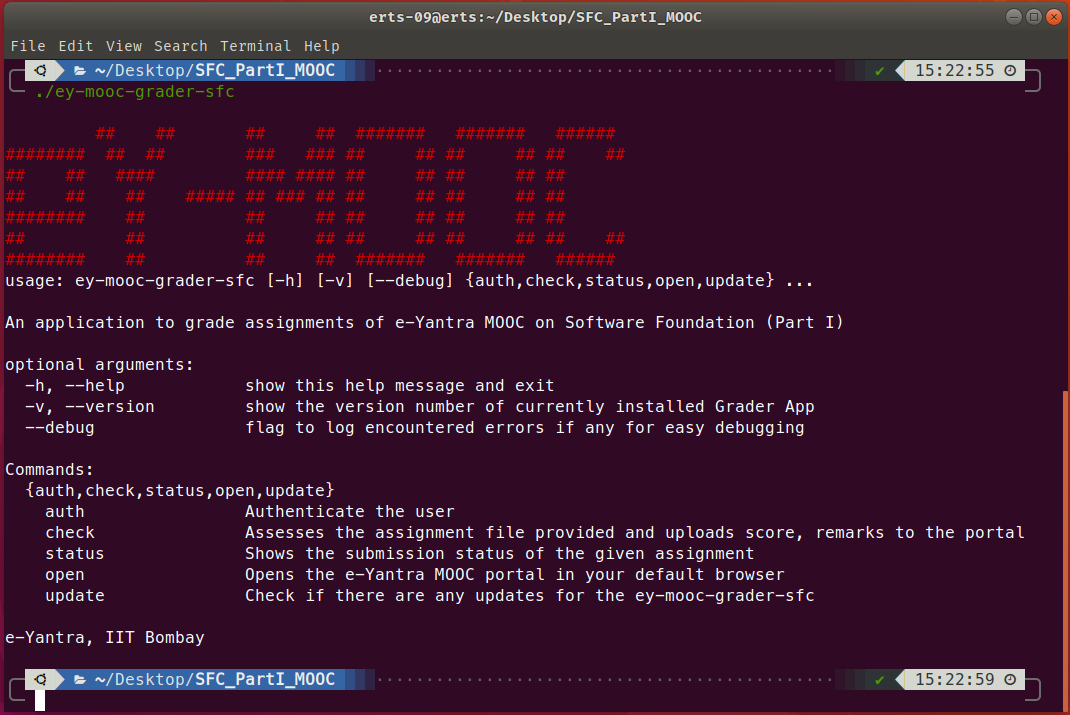 erts-09@erts:~/Desktop/SFC_PartI_MOOC
File Edit View Search Terminal Help
~/Desktop/SFC_PartI_MOOC ✔ 15:22:55
./ey-mooc-grader-sfc
         ##    ##       ##     ##  #######   #######   ######
########  ##  ##        ###   ### ##     ## ##     ## ##    ##
##    ##   ####         #### #### ##     ## ##     ## ##
##    ##    ##    ##### ## ### ## ##     ## ##     ## ##
########    ##          ##     ## ##     ## ##     ## ##
##          ##          ##     ## ##     ## ##     ## ##    ##
########    ##          ##     ##  #######   #######   ######
usage: ey-mooc-grader-sfc [-h] [-v] [--debug] {auth,check,status,open,update} ...
An application to grade assignments of e-Yantra MOOC on Software Foundation (Part I)
optional arguments:
  -h, --help            show this help message and exit
  -v, --version         show the version number of currently installed Grader App
  --debug               flag to log encountered errors if any for easy debugging
Commands:
  {auth,check,status,open,update}
    auth                Authenticate the user
    check               Assesses the assignment file provided and uploads score, remarks to the portal
    status              Shows the submission status of the given assignment
    open                Opens the e-Yantra MOOC portal in your default browser
    update              Check if there are any updates for the ey-mooc-grader-sfc
e-Yantra, IIT Bombay
~/Desktop/SFC_PartI_MOOC ✔ 15:22:59